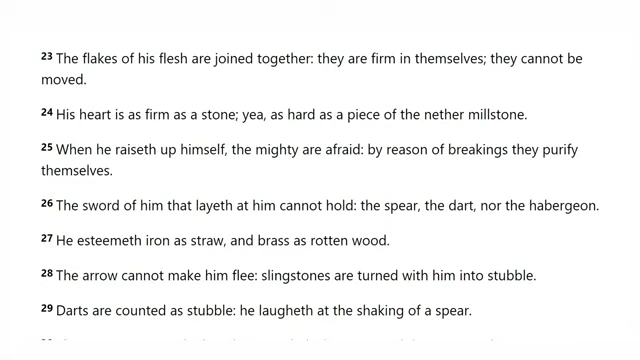 23 The flakes of his flesh are joined together: they are firm in themselves; they cannot be
moved.
24 His heart is as firm as a stone; yea, as hard as a piece of the nether millstone.
25 When he raiseth up himself, the mighty are afraid: by reason of breakings they purify
themselves.
26 The sword of him that layeth at him cannot hold: the spear, the dart, nor the habergeon.
27 He esteemeth iron as straw, and brass as rotten wood.
28 The arrow cannot make him flee: slingstones are turned with him into stubble.
29 Darts are counted as stubble: he laugheth at the shaking of a spear.